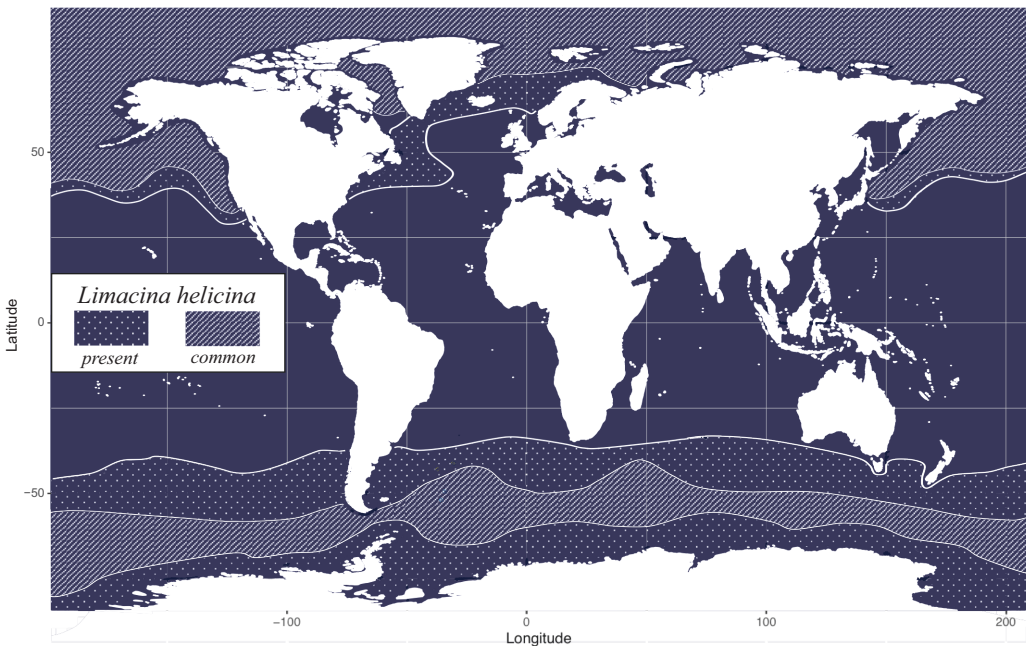 50
Limacina helicina
present common
0
Latitude
−50
−100 0 100 200
Longitude